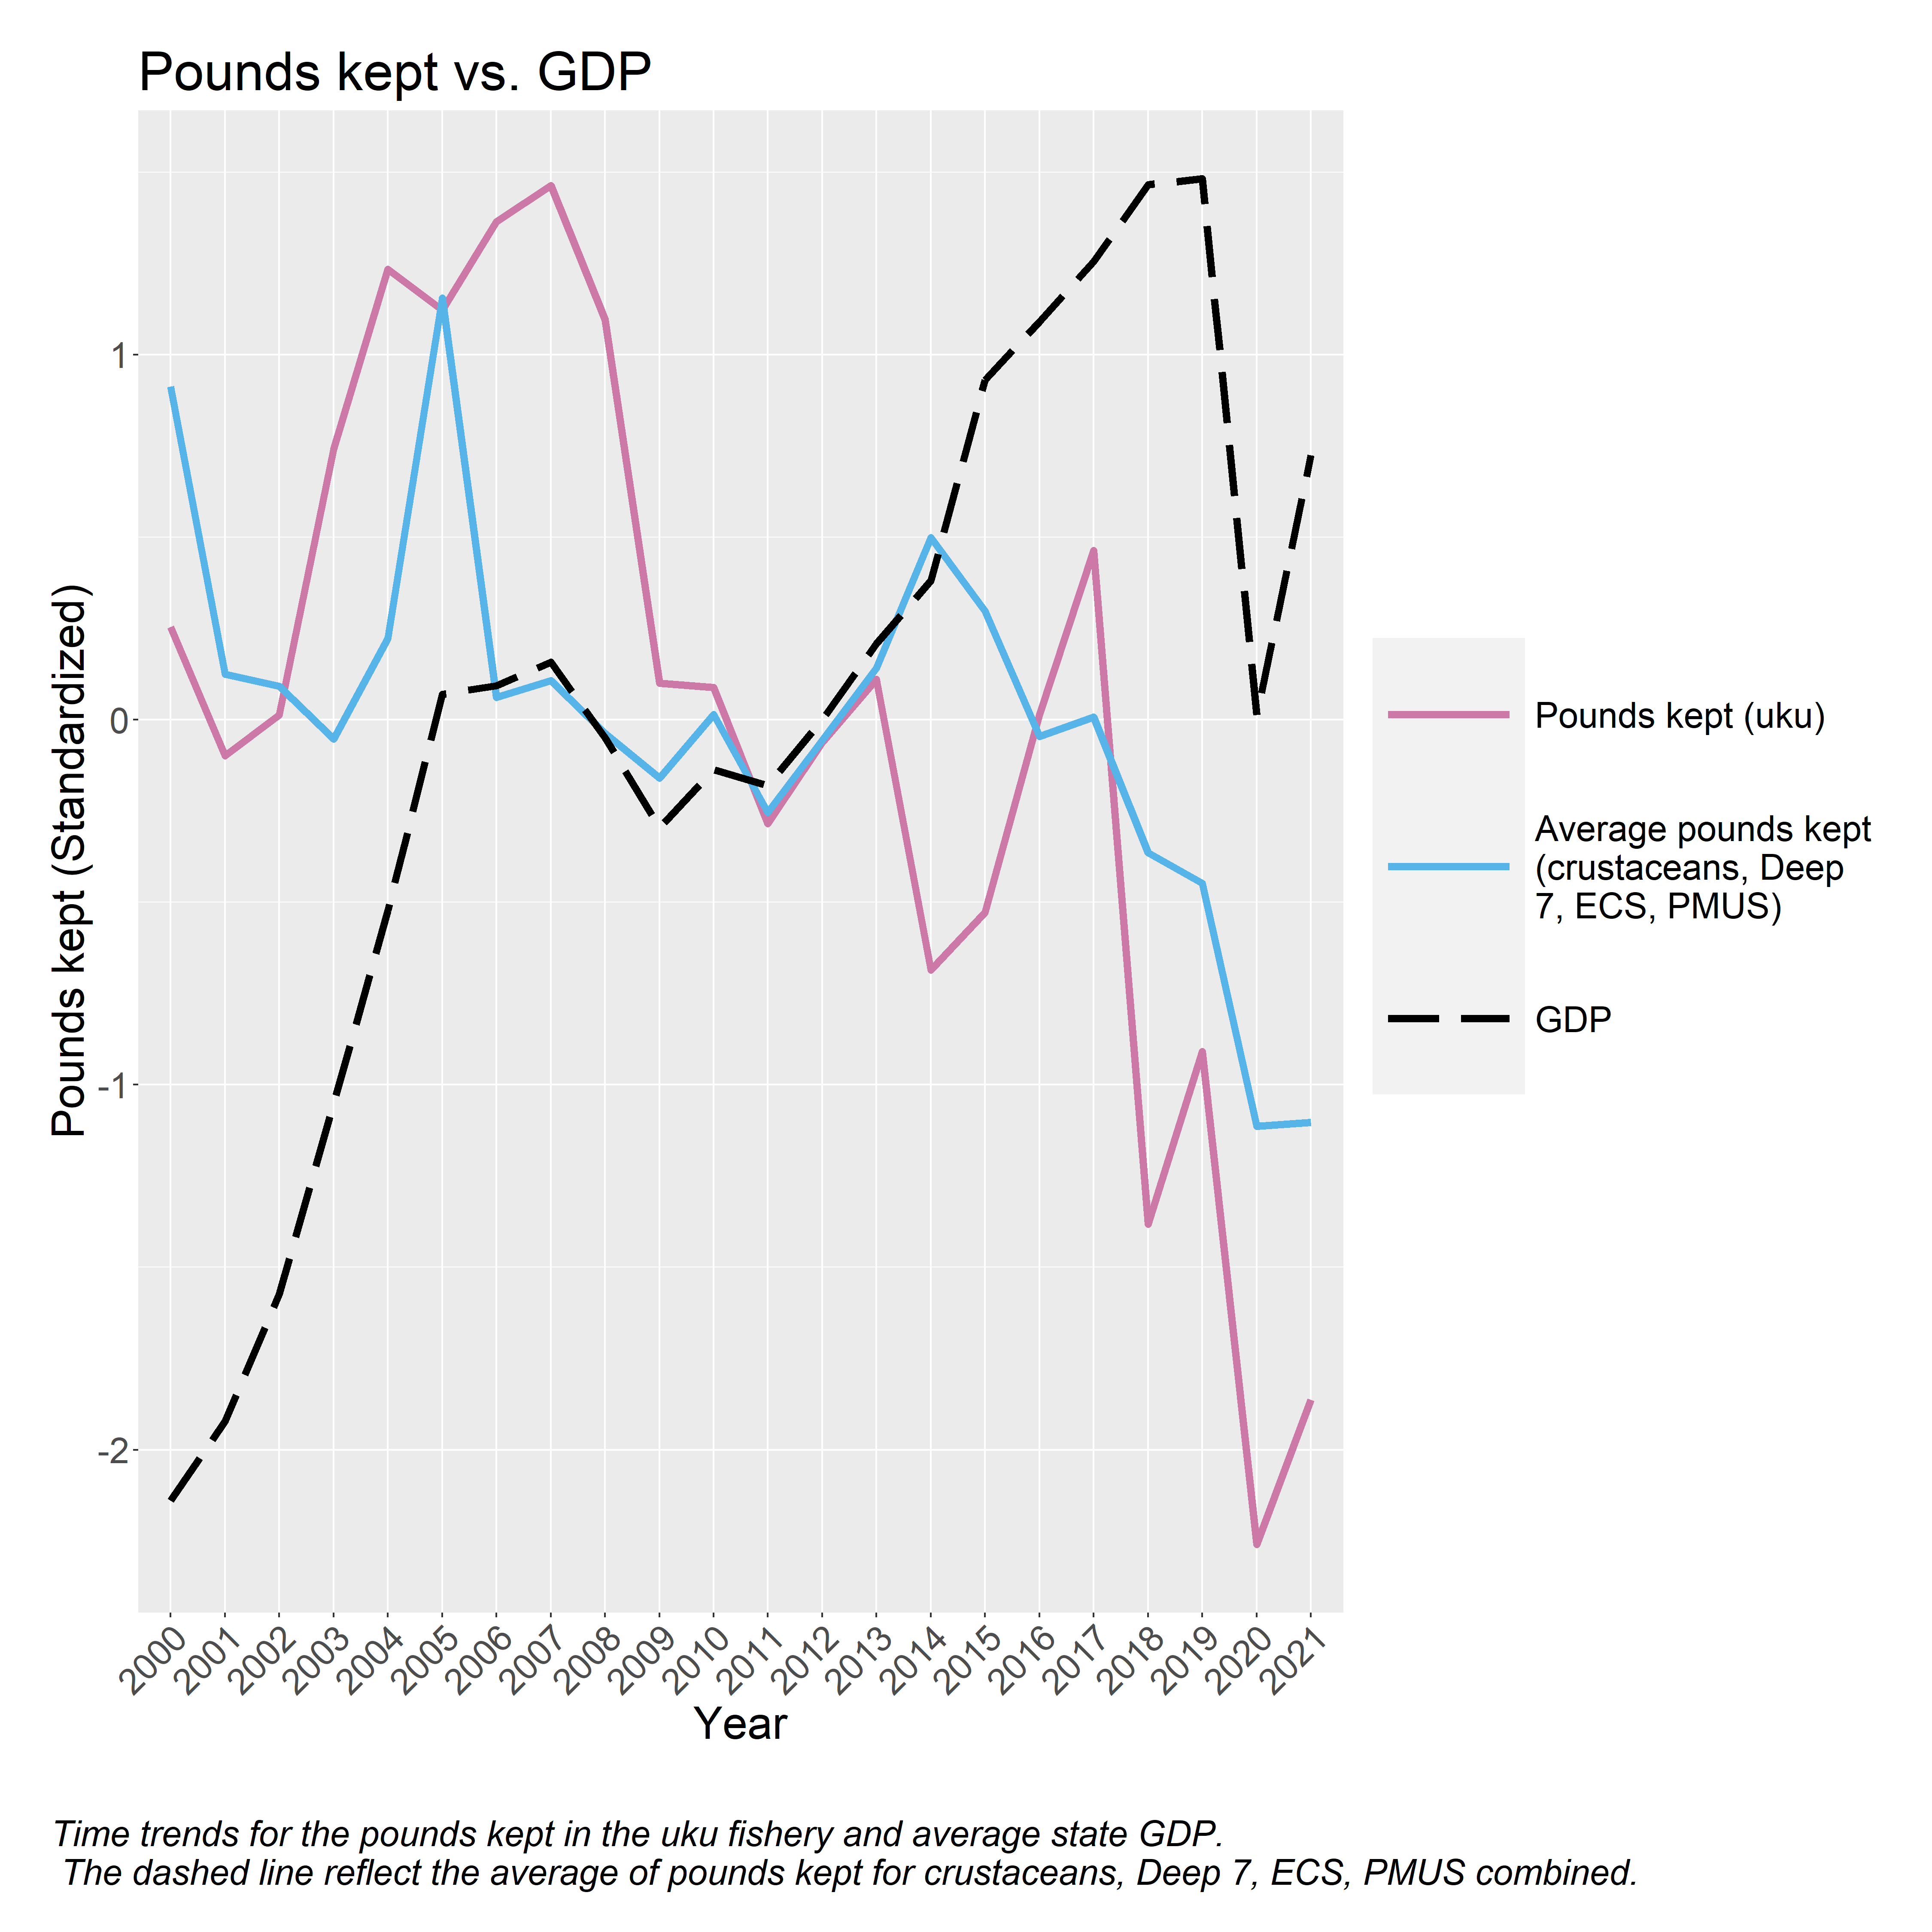 Pounds kept vs. GDP
Pounds kept (Standardized)
1
0
-1
-2
2000
2001
2002
2003
2004
2005
2006
2007
2008
2009
2010
2011
2012
2013
2014
2015
2016
2017
2018
2019
2020
2021
Year
Pounds kept (uku)
Average pounds kept
(crustaceans, Deep
7, ECS, PMUS)
GDP
Time trends for the pounds kept in the uku fishery and average state GDP.
The dashed line reflect the average of pounds kept for crustaceans, Deep 7, ECS, PMUS combined.